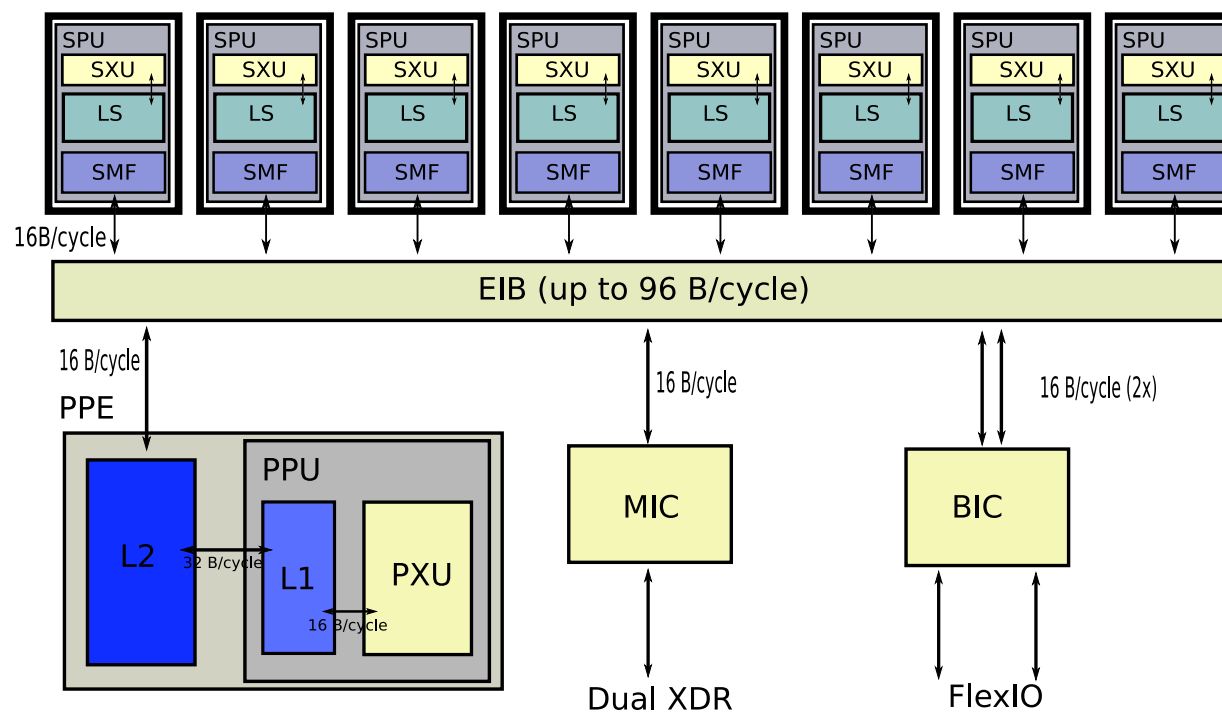 SPU SPU SPU SPU SPU SPU SPU SPU
SXU SXU SXU SXU SXU SXU SXU SXU
LS LS LS LS LS LS LS LS
SMF SMF SMF SMF SMF SMF SMF SMF
16B/cycle
EIB (up to 96 B/cycle)
16 B/cycle 16 B/cycle 16 B/cycle (2x)
PPE
PPU
L2 32 B/cycle L1 PXU
16 B/cycle
MIC
BIC
Dual XDR
FlexIO